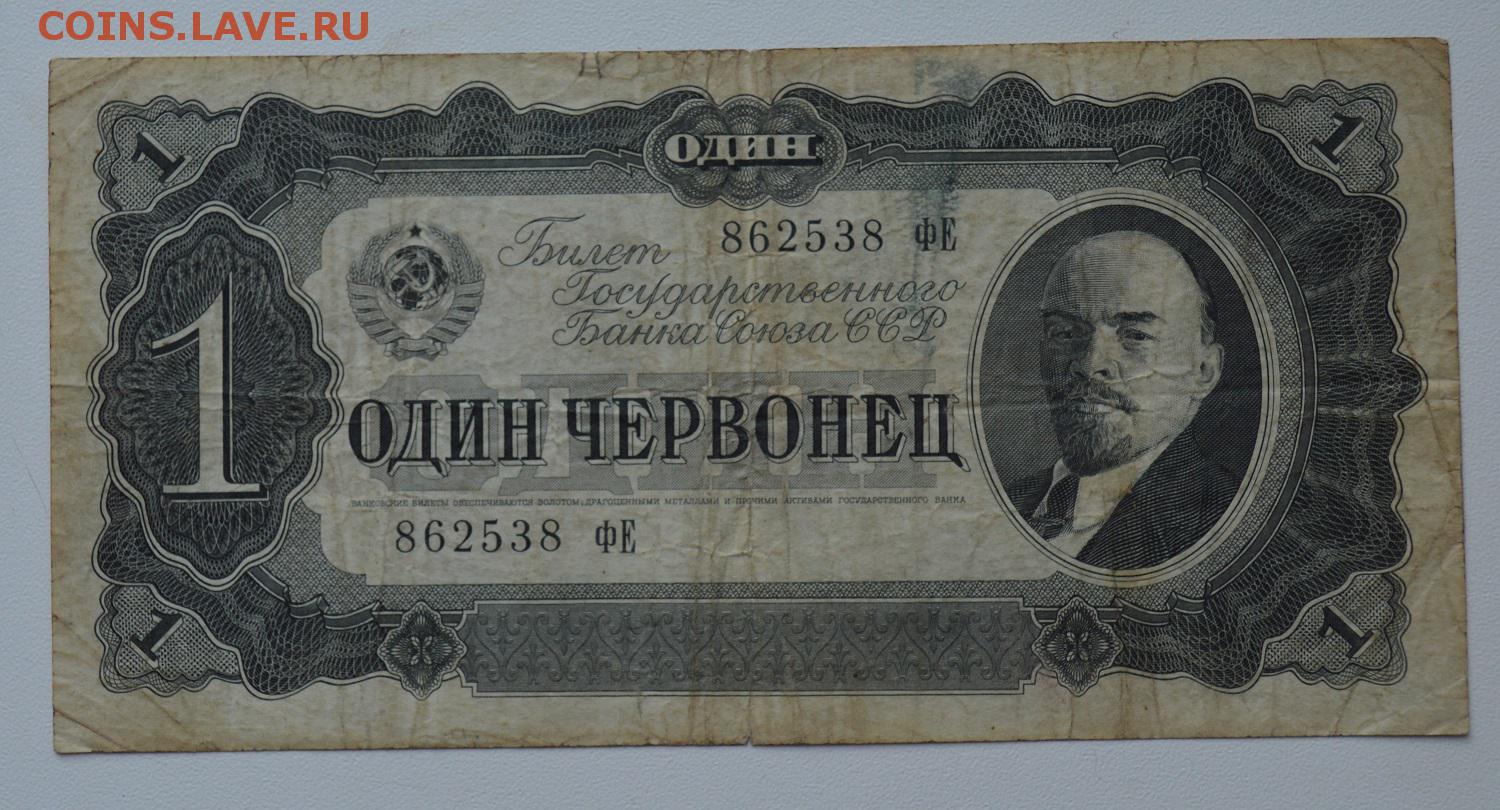 COINS.LAVE.RU
1
1
ОДИН
862538 фЕ
Билет
Государственного
Банка Союза ССР
1
ОДИН
ОДИН ЧЕРВОНЕЦ
БАНКОВСКИЕ БИЛЕТЫ ОБЕСПЕЧИВАЮТСЯ ЗОЛОТОМ, ДРАГОЦЕННЫМИ МЕТАЛЛАМИ И ПРОЧИМИ АКТИВАМИ ГОСУДАРСТВЕННОГО БАНКА
862538 фЕ
1
1